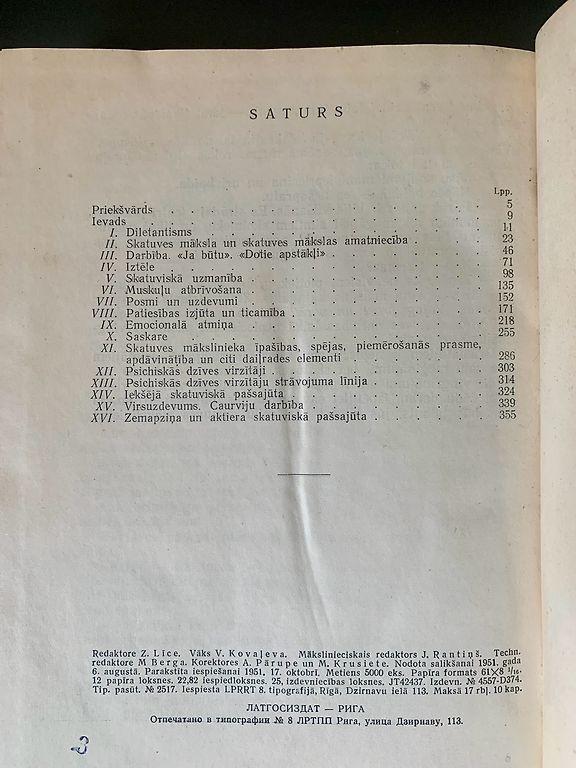 SATURS
Lpp.
Priekšvārds 5
Ievads 9
I. Diletantisms 11
II. Skatuves māksla un skatuves mākslas amatniecība 23
III. Darbība. «Ja būtu». «Dotie apstākļi» 46
IV. Iztēle 71
V. Skatuviskā uzmanība 98
VI. Muskuļu atbrīvošana 135
VII. Posmi un uzdevumi 152
VIII. Patiesības izjūta un ticamība 171
IX. Emocionalā atmiņa 218
X. Saskare 255
XI. Skatuves mākslinieka īpašības, spējas, piemērošanās prasme,
apdāvinātība un citi daiļrades elementi 286
XII. Psichiskās dzīves virzītāji 303
XIII. Psichiskās dzīves virzītāju strāvojuma līnija 314
XIV. Iekšējā skatuviskā pašsajūta 324
XV. Virsuzdevums. Caurviju darbība 339
XVI. Zemapziņa un aktiera skatuviskā pašsajūta 355
Redaktore Z. Līce. Vāks V. Kovaļeva. Mākslinieciskais redaktors J. Rantiņš. Techn.
redaktore M Berga. Korektores A. Pārupe un M. Krusiete. Nodota salikšanai 1951. gada
6. augustā. Parakstīta iespiešanai 1951. 17. oktobrī. Metiens 5000 eks. Papīra formats 61×8 1/16.
12 papīra loksnes. 22,82 iespiedloksnes. 25, izdevniecības loksnes. JT42437. Izdevn. № 4557-D374.
Tip. pasūt. № 2517. Iespiesta LPRRT 8. tipografijā, Rīgā, Dzirnavu ielā 113. Maksā 17 rbļ. 10 kap.
ЛАТГОСИЗДАТ — РИГА
Отпечатано в типографии № 8 ЛРТПП Рига, улица Дзирнаву, 113.